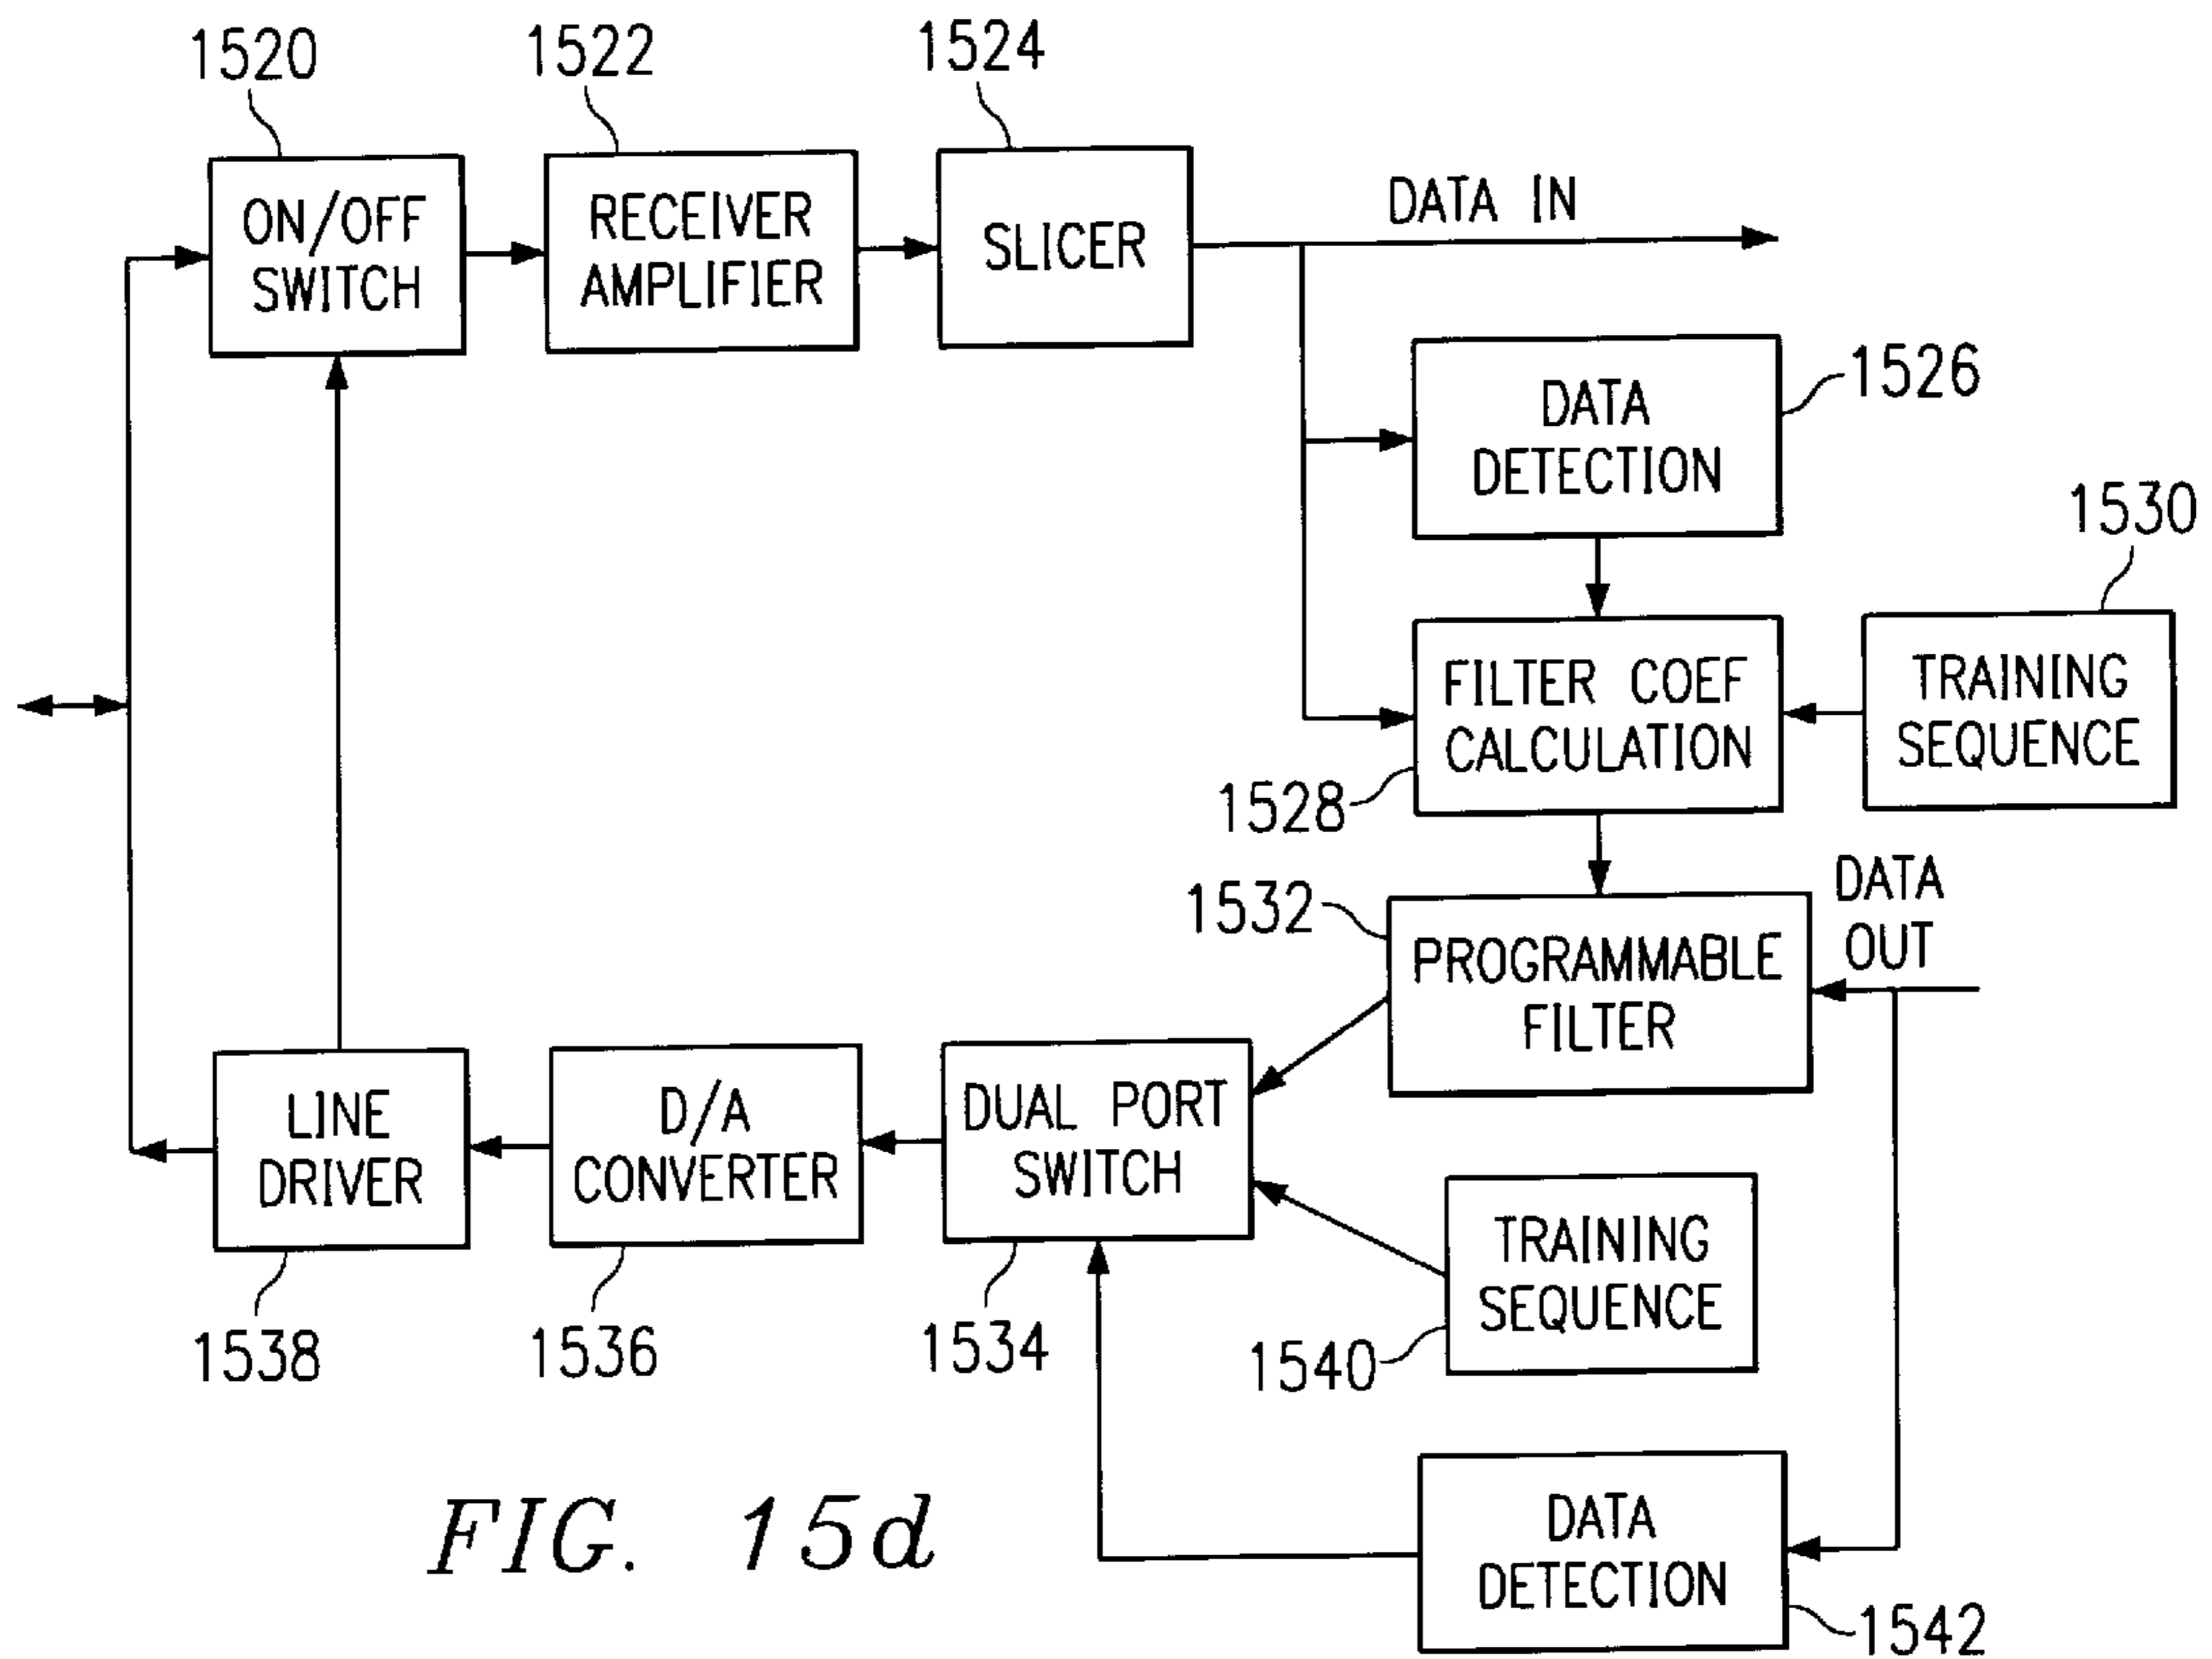 1520
1522
1524
ON/OFF
SWITCH
RECEIVER
AMPLIFIER
SLICER
DATA IN
DATA
DETECTION
1526
1530
FILTER COEF
CALCULATION
TRAINING
SEQUENCE
1528
1532
PROGRAMMABLE
FILTER
DATA
OUT
LINE
DRIVER
D/A
CONVERTER
DUAL PORT
SWITCH
TRAINING
SEQUENCE
1538
1536
1534
1540
DATA
DETECTION
1542
FIG. 15d